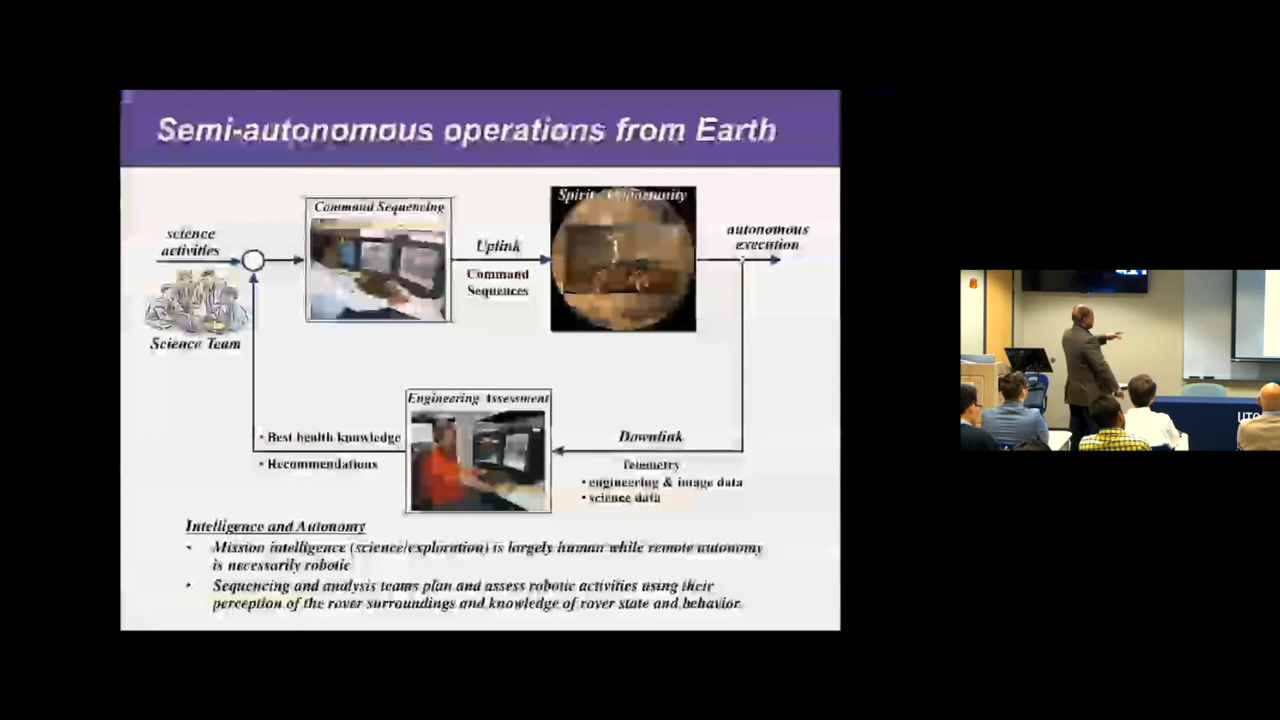 Semi-autonomous operations from Earth
science
activities
Science Team
Command Sequencing
Uplink
Command
Sequences
autonomous
execution
Engineering Assessment
• Best health knowledge
• Recommendations
Downlink
Telemetry
• engineering & image data
• science data
Intelligence and Autonomy
• Mission intelligence (science/exploration) is largely human while remote autonomy
is necessarily robotic
• Sequencing and analysis teams plan and assess robotic activities using their
perception of the rover surroundings and knowledge of rover state and behavior.